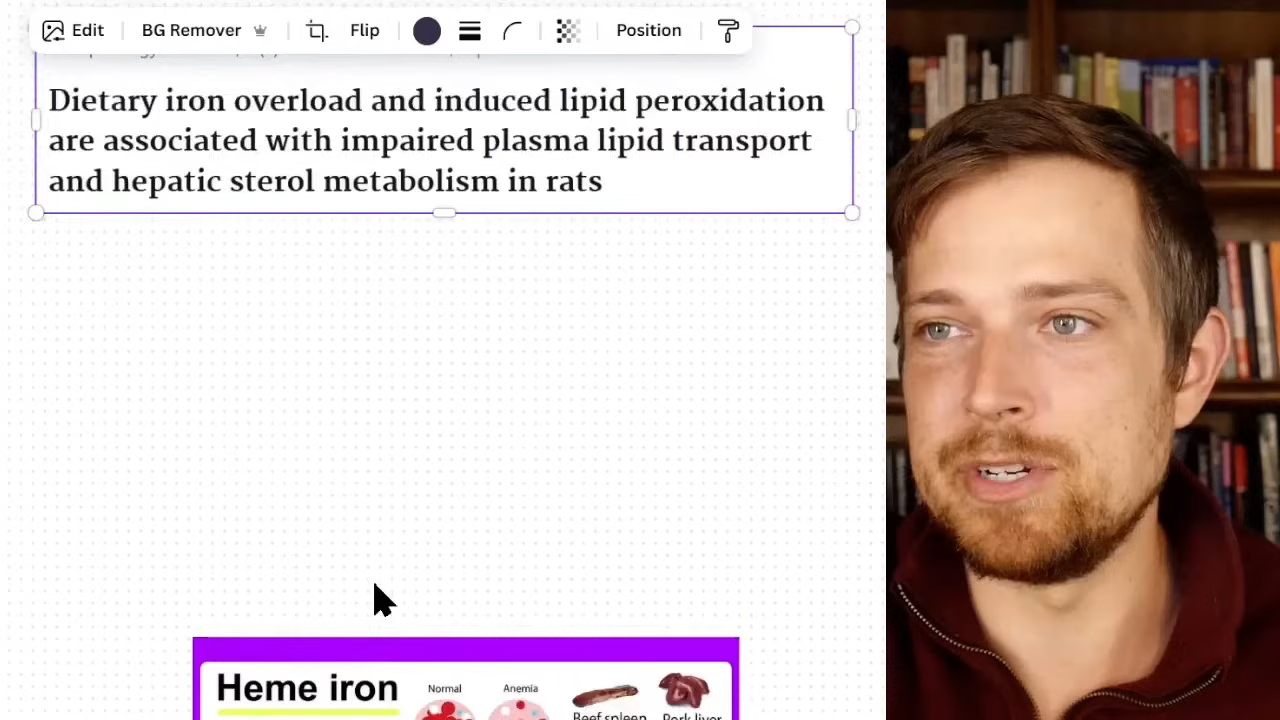 Edit BG Remover Flip Position
Dietary iron overload and induced lipid peroxidation
are associated with impaired plasma lipid transport
and hepatic sterol metabolism in rats
Heme iron
Normal Anemia
Beef spleen Pork liver